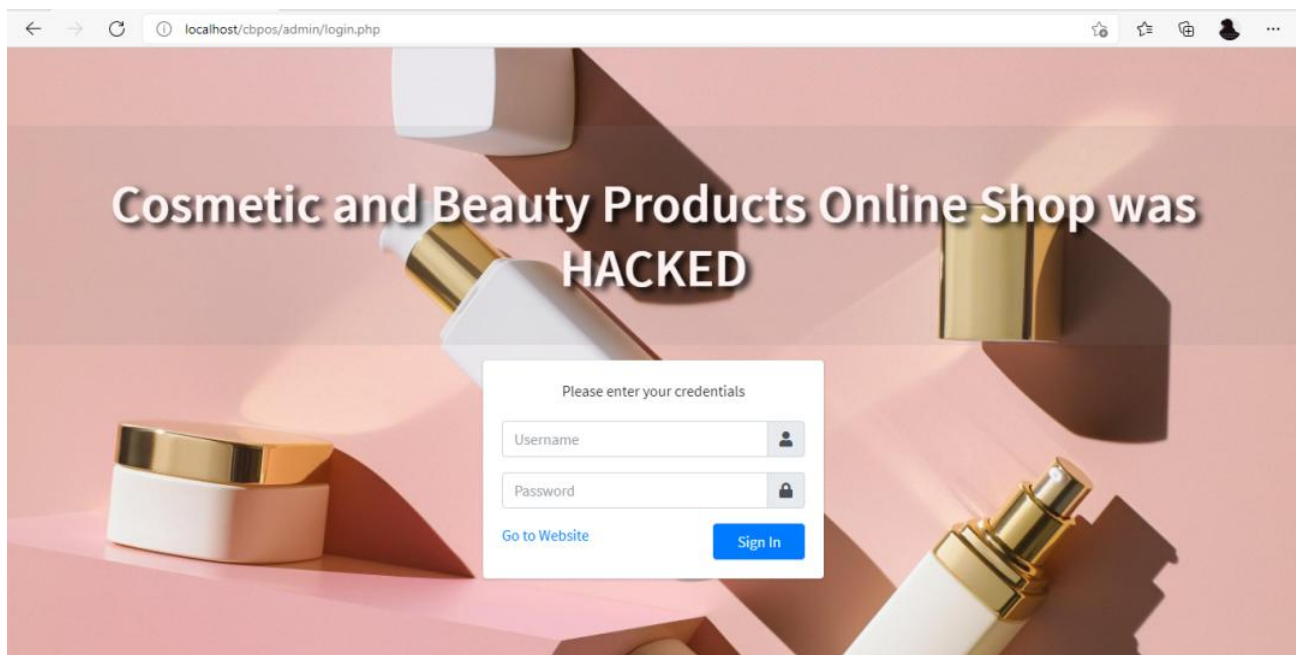 localhost/cbpos/admin/login.php
Cosmetic and Beauty Products Online Shop was
HACKED
Please enter your credentials
Username
Password
Go to Website
Sign In